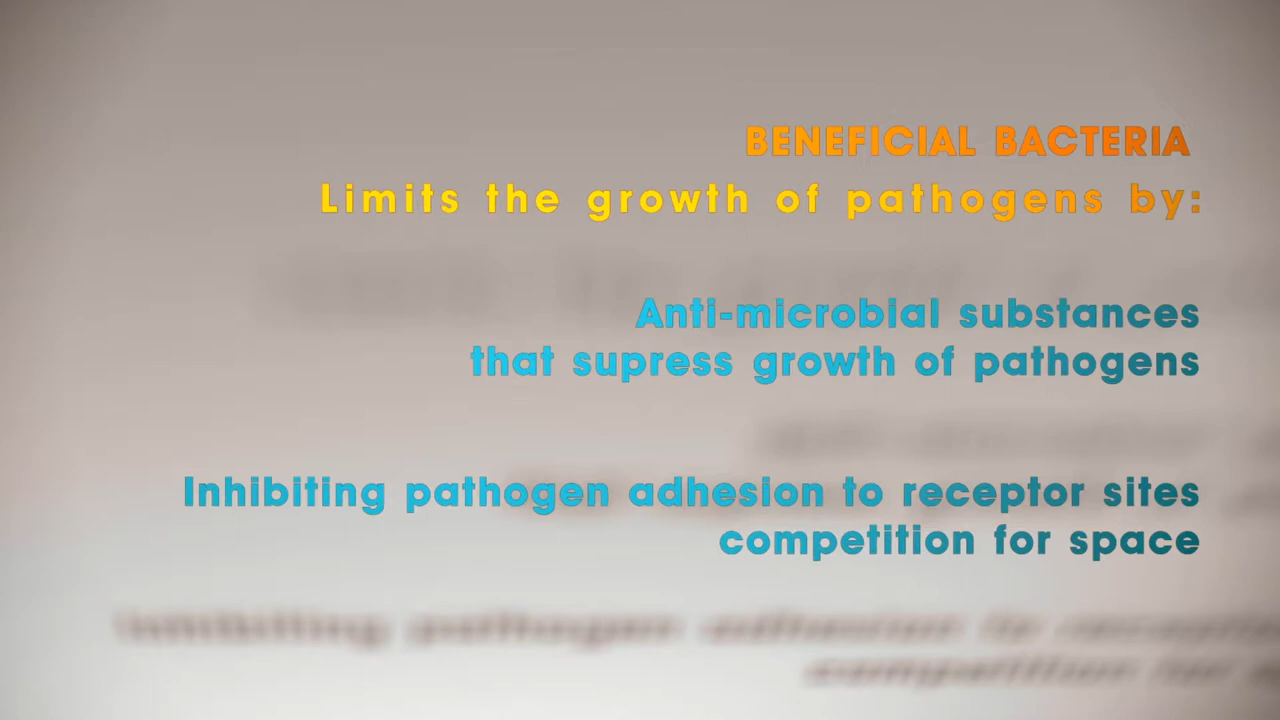 BENEFICIAL BACTERIA
Limits the growth of pathogens by:
Anti-microbial substances
that supress growth of pathogens
Inhibiting pathogen adhesion to receptor sites
competition for space